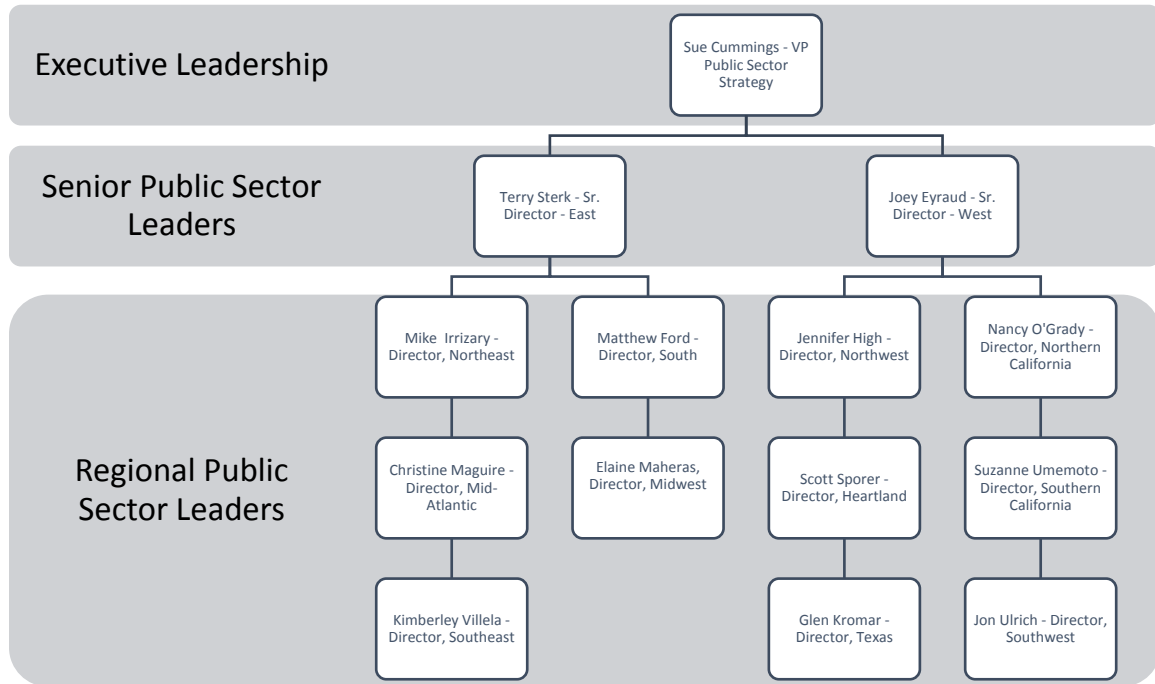 Executive Leadership
Sue Cummings - VP
Public Sector
Strategy
Senior Public Sector
Leaders
Terry Sterk - Sr.
Director - East
Joey Eyraud - Sr.
Director - West
Regional Public
Sector Leaders
Mike  Irrizary -
Director, Northeast
Matthew Ford -
Director, South
Jennifer High -
Director, Northwest
Nancy O'Grady -
Director, Northern
California
Christine Maguire -
Director, Mid-
Atlantic
Elaine Maheras,
Director, Midwest
Scott Sporer -
Director, Heartland
Suzanne Umemoto -
Director, Southern
California
Kimberley Villela -
Director, Southeast
Glen Kromar -
Director, Texas
Jon Ulrich - Director,
Southwest